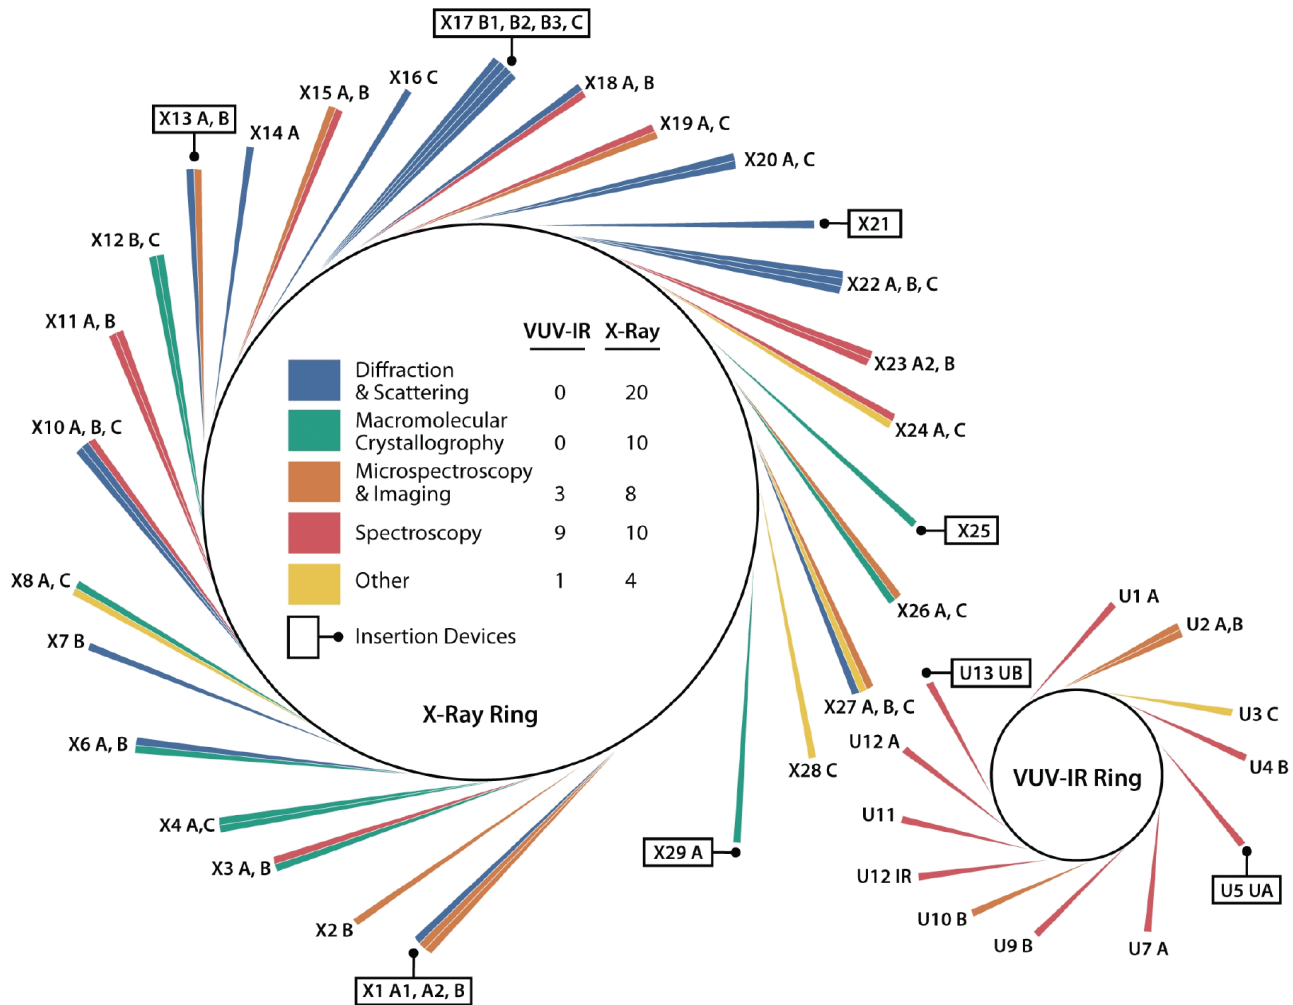 X17 B1, B2, B3, C
X16 C
X18 A, B
X15 A, B
X13 A, B
X14 A
X19 A, C
X20 A, C
X21
X12 B, C
X22 A, B, C
X11 A, B
X23 A2, B
X10 A, B, C
X24 A, C
VUV-IR X-Ray
Diffraction
& Scattering 0 20
Macromolecular
Crystallography 0 10
Microspectroscopy
& Imaging 3 8
Spectroscopy 9 10
Other 1 4
Insertion Devices
X-Ray Ring
X25
X8 A, C
X26 A, C
X7 B
X27 A, B, C
X6 A, B
X28 C
X4 A,C
X3 A, B
X29 A
X2 B
X1 A1, A2, B
U1 A
U2 A,B
U13 UB
U3 C
U12 A
U4 B
VUV-IR Ring
U11
U12 IR
U5 UA
U10 B
U9 B
U7 A